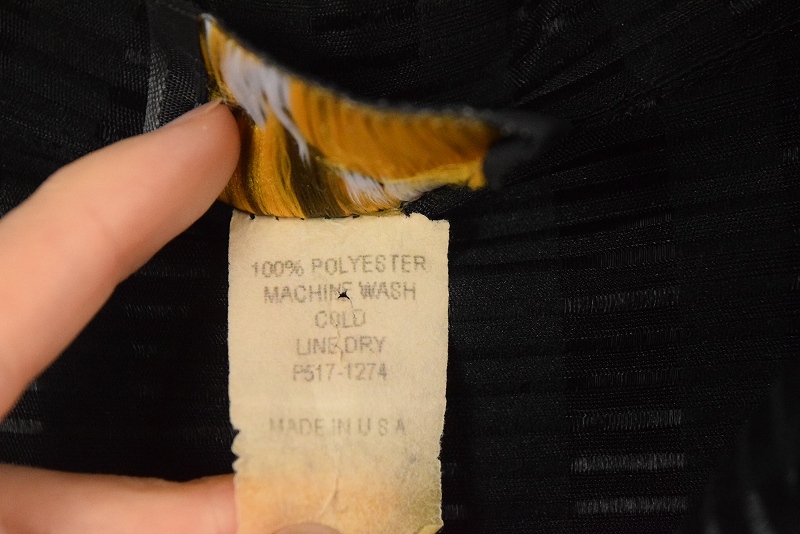 100% POLYESTER
MACHINE WASH
COLD
LINE DRY
P517-1274
MADE IN U S A